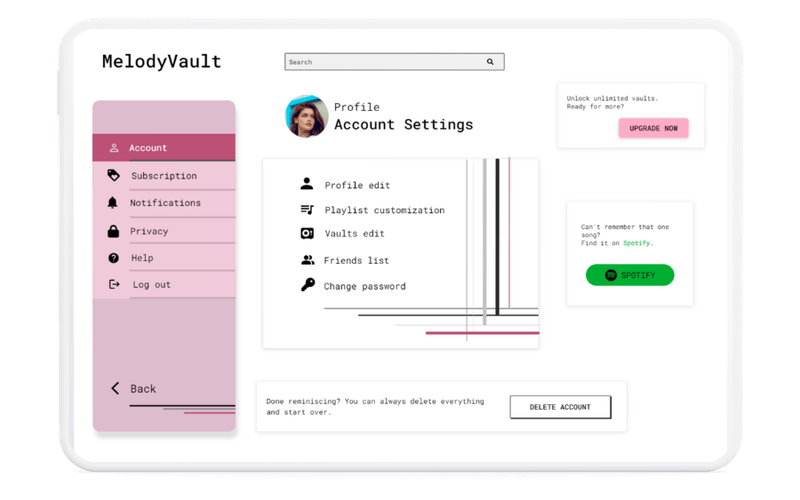 MelodyVault
Search
Account
Subscription
Notifications
Privacy
Help
Log out
Back
Profile
Account Settings
Profile edit
Playlist customization
Vaults edit
Friends list
Change password
Unlock unlimited vaults.
Ready for more?
UPGRADE NOW
Can't remember that one
song?
Find it on Spotify.
SPOTIFY
Done reminiscing? You can always delete everything
and start over.
DELETE ACCOUNT